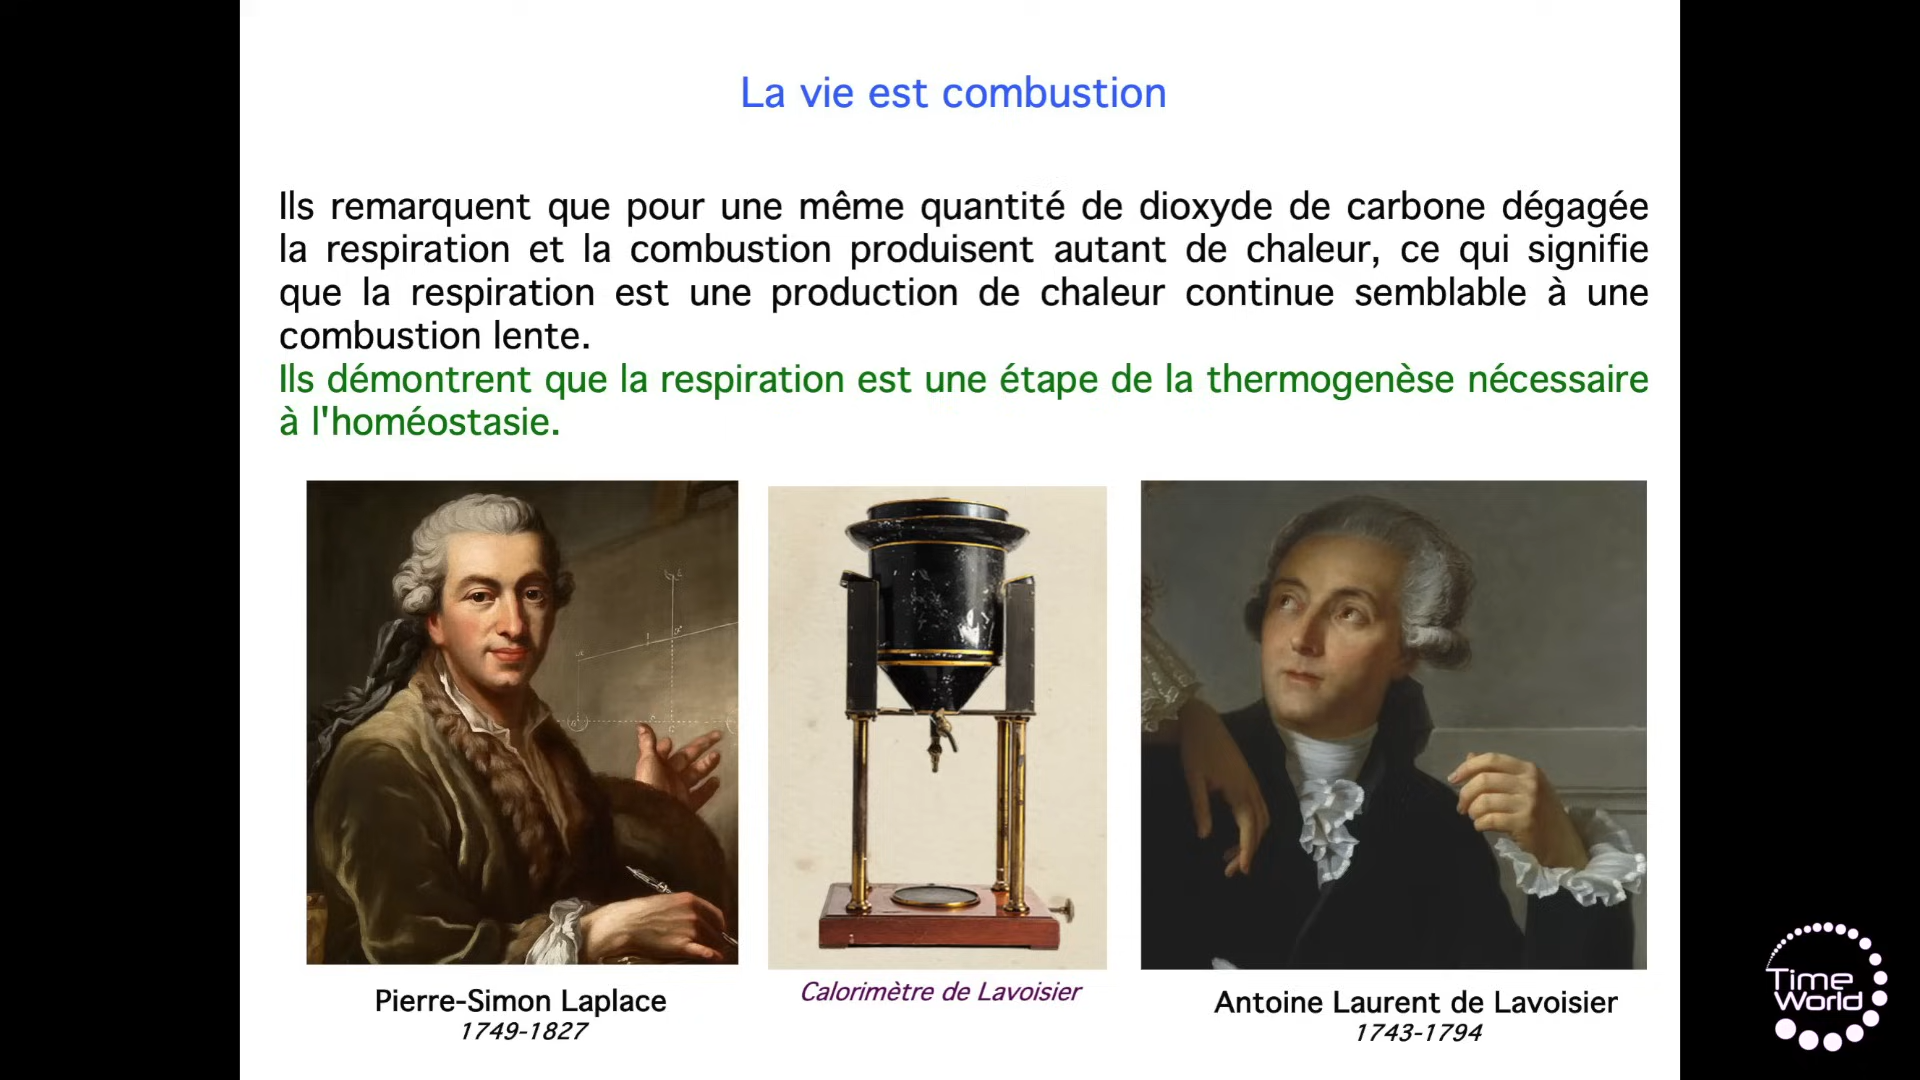 La vie est combustion
Ils remarquent que pour une même quantité de dioxyde de carbone dégagée
la respiration et la combustion produisent autant de chaleur, ce qui signifie
que la respiration est une production de chaleur continue semblable à une
combustion lente.
Ils démontrent que la respiration est une étape de la thermogenèse nécessaire
à l'homéostasie.
Pierre-Simon Laplace
1749-1827
Calorimètre de Lavoisier
Antoine Laurent de Lavoisier
1743-1794
Time
World